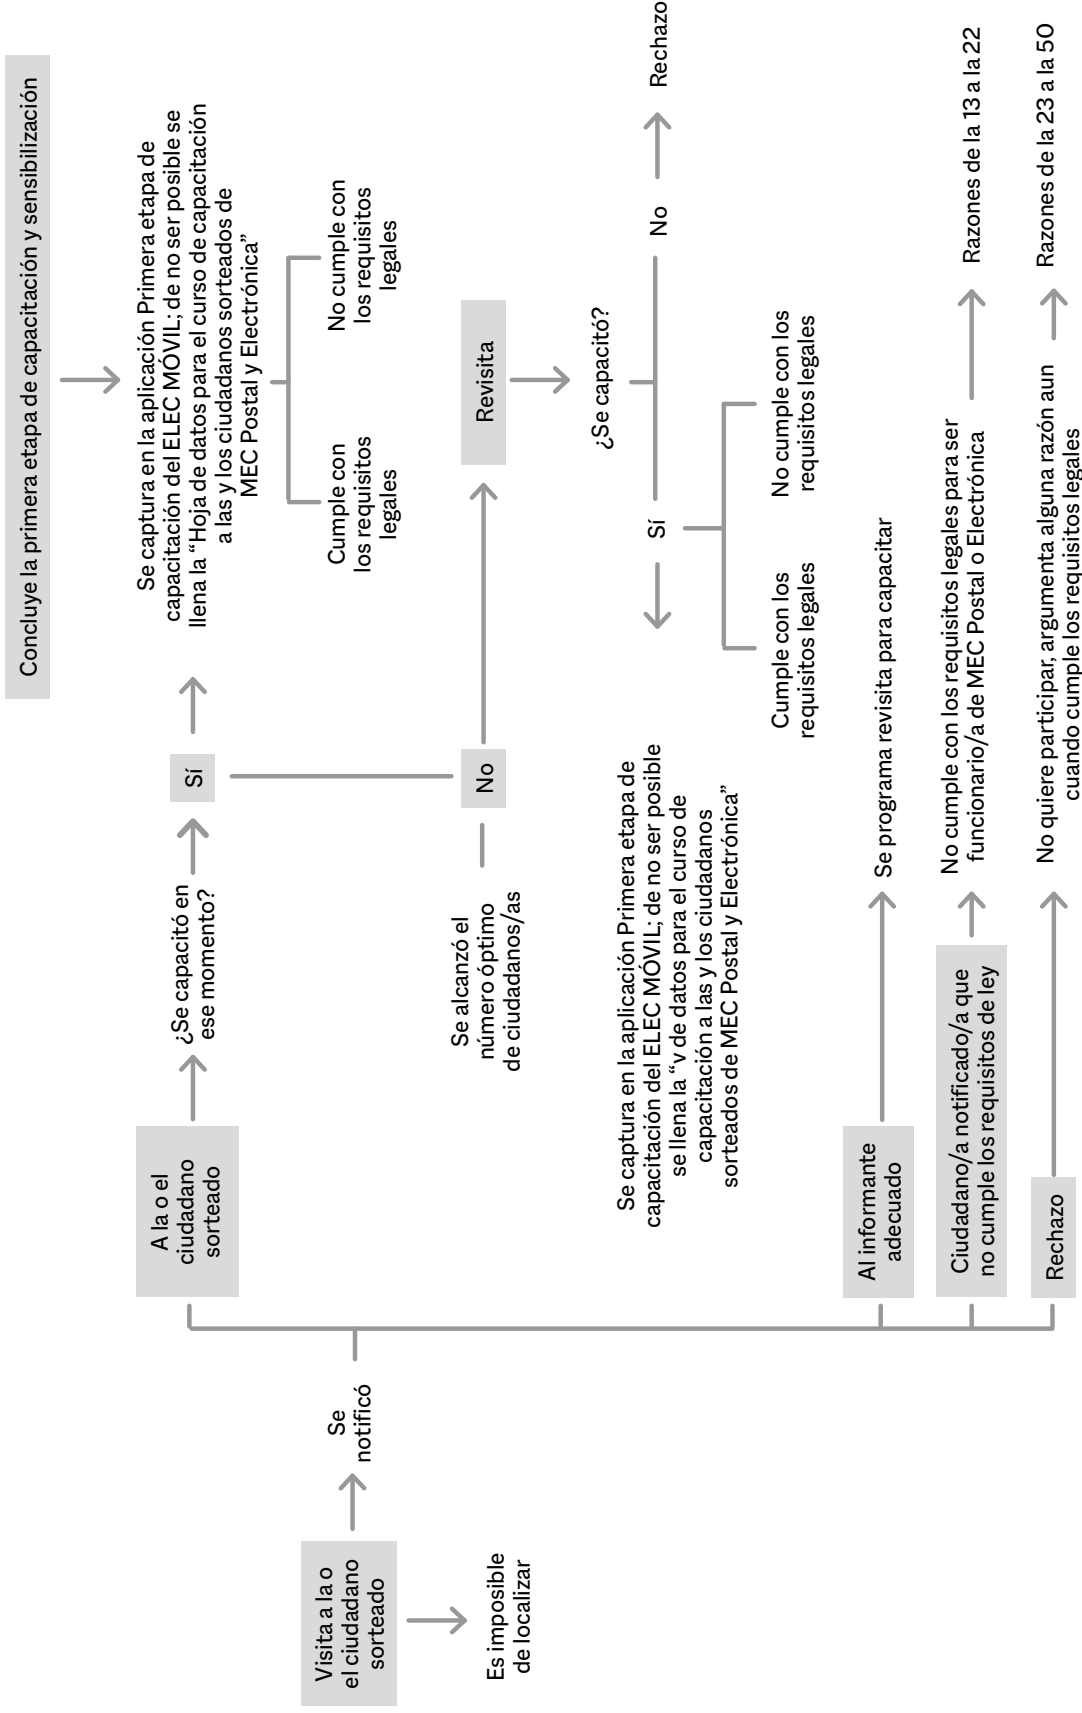 Concluye la primera etapa de capacitación y sensibilización
Visita a la o
el ciudadano
sorteado
Es imposible
de localizar
Se
notificó
A la o el
ciudadano
sorteado
¿Se capacitó en
ese momento?
Sí
Se captura en la aplicación Primera etapa de
capacitación del ELEC MÓVIL; de no ser posible se
llena la “Hoja de datos para el curso de capacitación
a las y los ciudadanos sorteados de
MEC Postal y Electrónica”
Cumple con
los requisitos
legales
No cumple con
los requisitos
legales
Se alcanzó el
número óptimo
de ciudadanos/as
No
Revisita
¿Se capacitó?
Sí
No
Rechazo
Se captura en la aplicación Primera etapa de
capacitación del ELEC MÓVIL; de no ser posible
se llena la “v de datos para el curso de
capacitación a las y los ciudadanos
sorteados de MEC Postal y Electrónica”
Cumple con los
requisitos legales
No cumple con los
requisitos legales
Al informante
adecuado
Se programa revisita para capacitar
Ciudadano/a notificado/a que
no cumple los requisitos de ley
No cumple con los requisitos legales para ser
funcionario/a de MEC Postal o Electrónica
Razones de la 13 a la 22
Rechazo
No quiere participar, argumenta alguna razón aun
cuando cumple los requisitos legales
Razones de la 23 a la 50